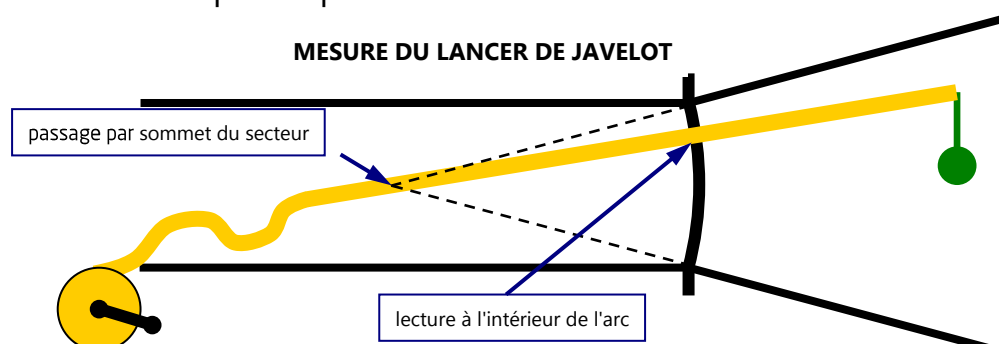 MESURE DU LANCER DE JAVELOT
passage par sommet du secteur
lecture à l'intérieur de l'arc